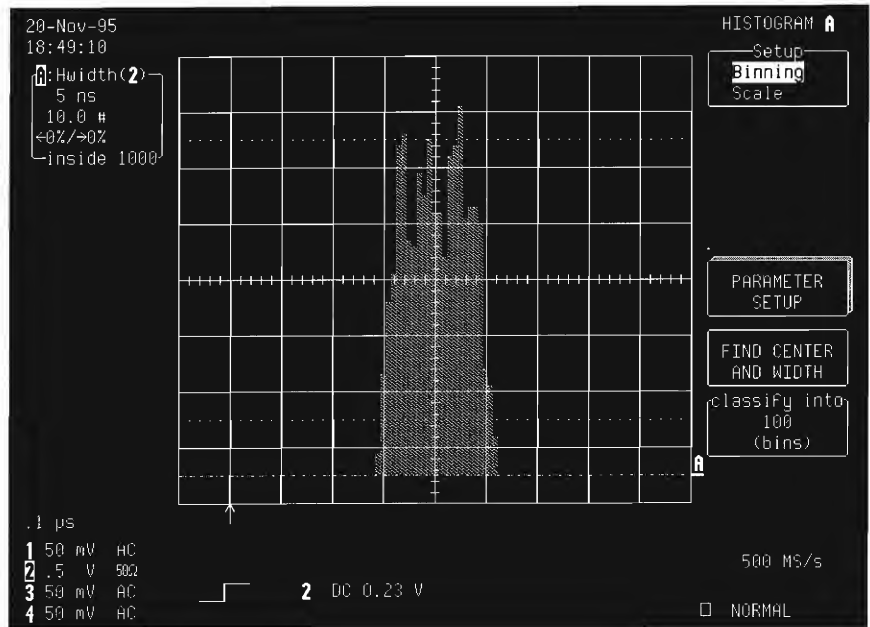 20-Nov-95
18:49:10
A:Hwidth(2)
5 ns
10.0 #
←0%/→0%
inside 1000
HISTOGRAM A
Setup
Binning
Scale
PARAMETER
SETUP
FIND CENTER
AND WIDTH
classify into
100
(bins)
A
.1 µs
1 50 mV AC
2 .5 V 50Ω
3 50 mV AC
4 50 mV AC
2 DC 0.23 V
500 MS/s
□ NORMAL